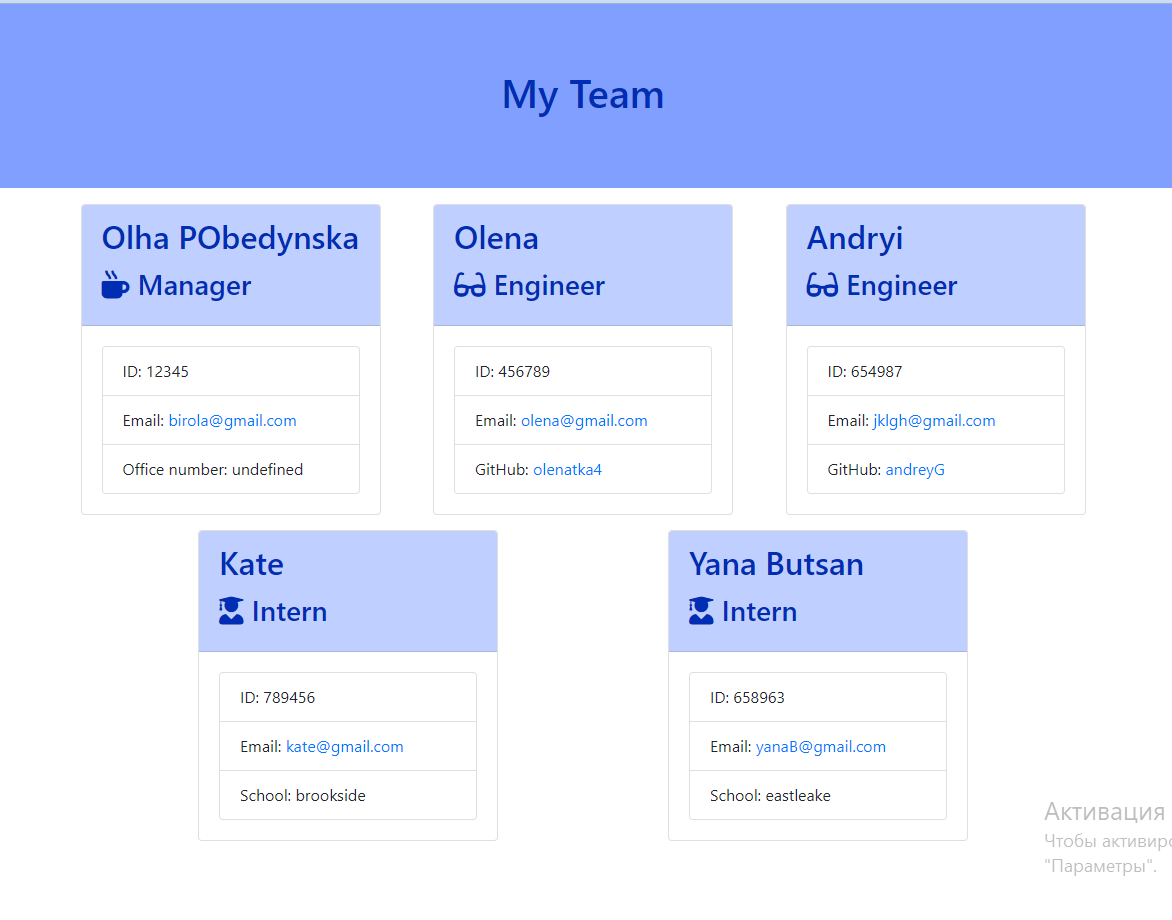 My Team
Olha PObedynska
Manager
ID: 12345
Email: birola@gmail.com
Office number: undefined
Olena
Engineer
ID: 456789
Email: olena@gmail.com
GitHub: olenatka4
Andryi
Engineer
ID: 654987
Email: jklgh@gmail.com
GitHub: andreyG
Kate
Intern
ID: 789456
Email: kate@gmail.com
School: brookside
Yana Butsan
Intern
ID: 658963
Email: yanaB@gmail.com
School: eastleake
Активация
Чтобы
"Параметры".